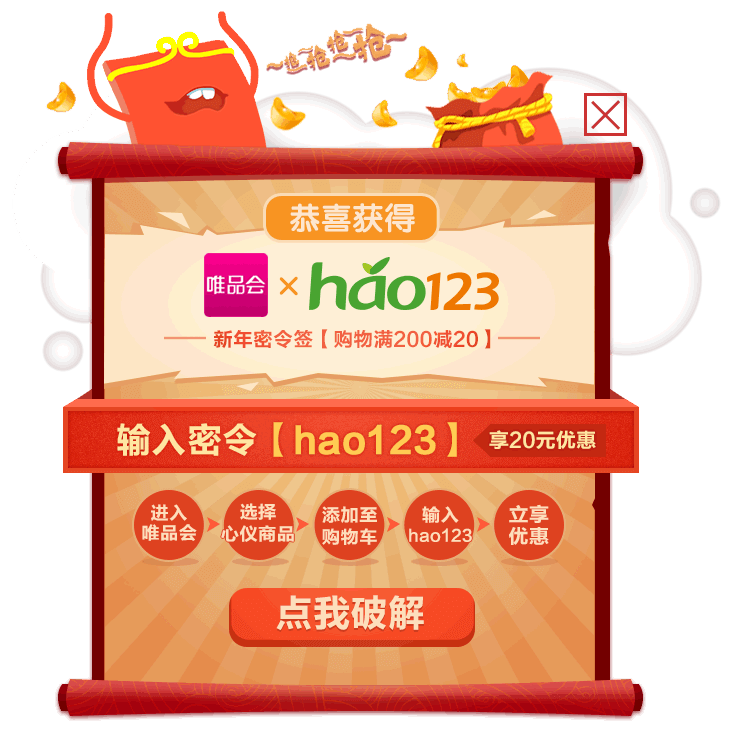 抢抢抢抢
恭喜获得
唯品会 × hao123
新年密令签【购物满200减20】
输入密令【hao123】 享20元优惠
进入
唯品会
选择
心仪商品
添加至
购物车
输入
hao123
立享
优惠
点我破解